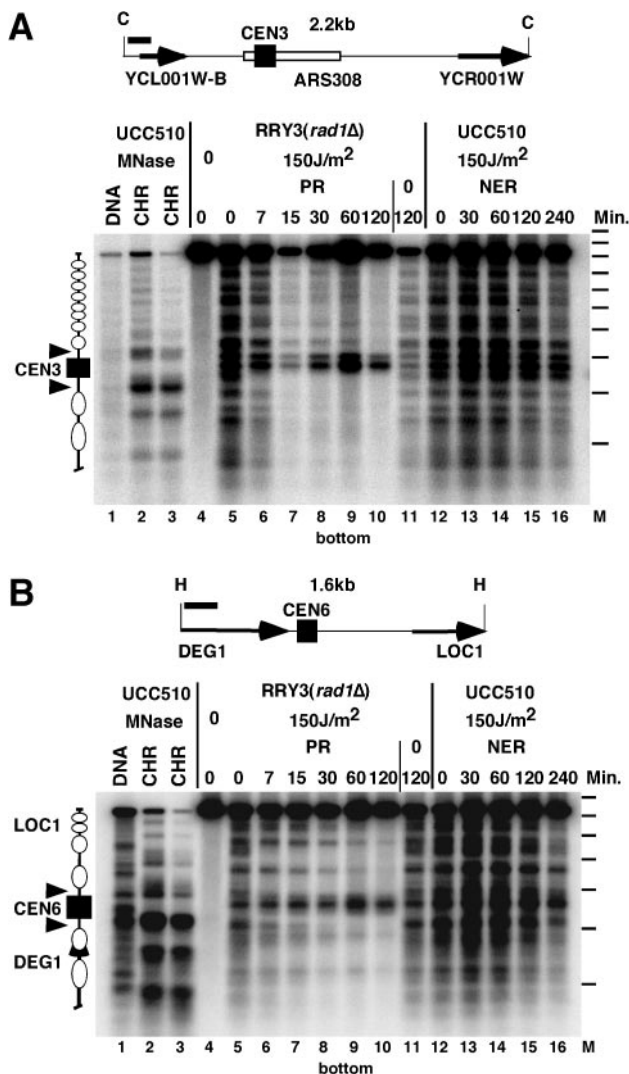 A
C
2.2kb
C
CEN3
YCL001W-B
ARS308
YCR001W
UCC510
MNase
RRY3(rad1Δ)
0
150J/m2
PR
0
UCC510
150J/m2
NER
DNA
CHR
CHR
0 0 7 15 30 60 120 120 0 30 60 120 240 Min.
CEN3
1 2 3 4 5 6 7 8 9 10 11 12 13 14 15 16 M
bottom
B
H
1.6kb
H
CEN6
DEG1
LOC1
UCC510
MNase
RRY3(rad1Δ)
0
150J/m2
PR
0
UCC510
150J/m2
NER
DNA
CHR
CHR
0 0 7 15 30 60 120 120 0 30 60 120 240 Min.
LOC1
CEN6
DEG1
1 2 3 4 5 6 7 8 9 10 11 12 13 14 15 16 M
bottom